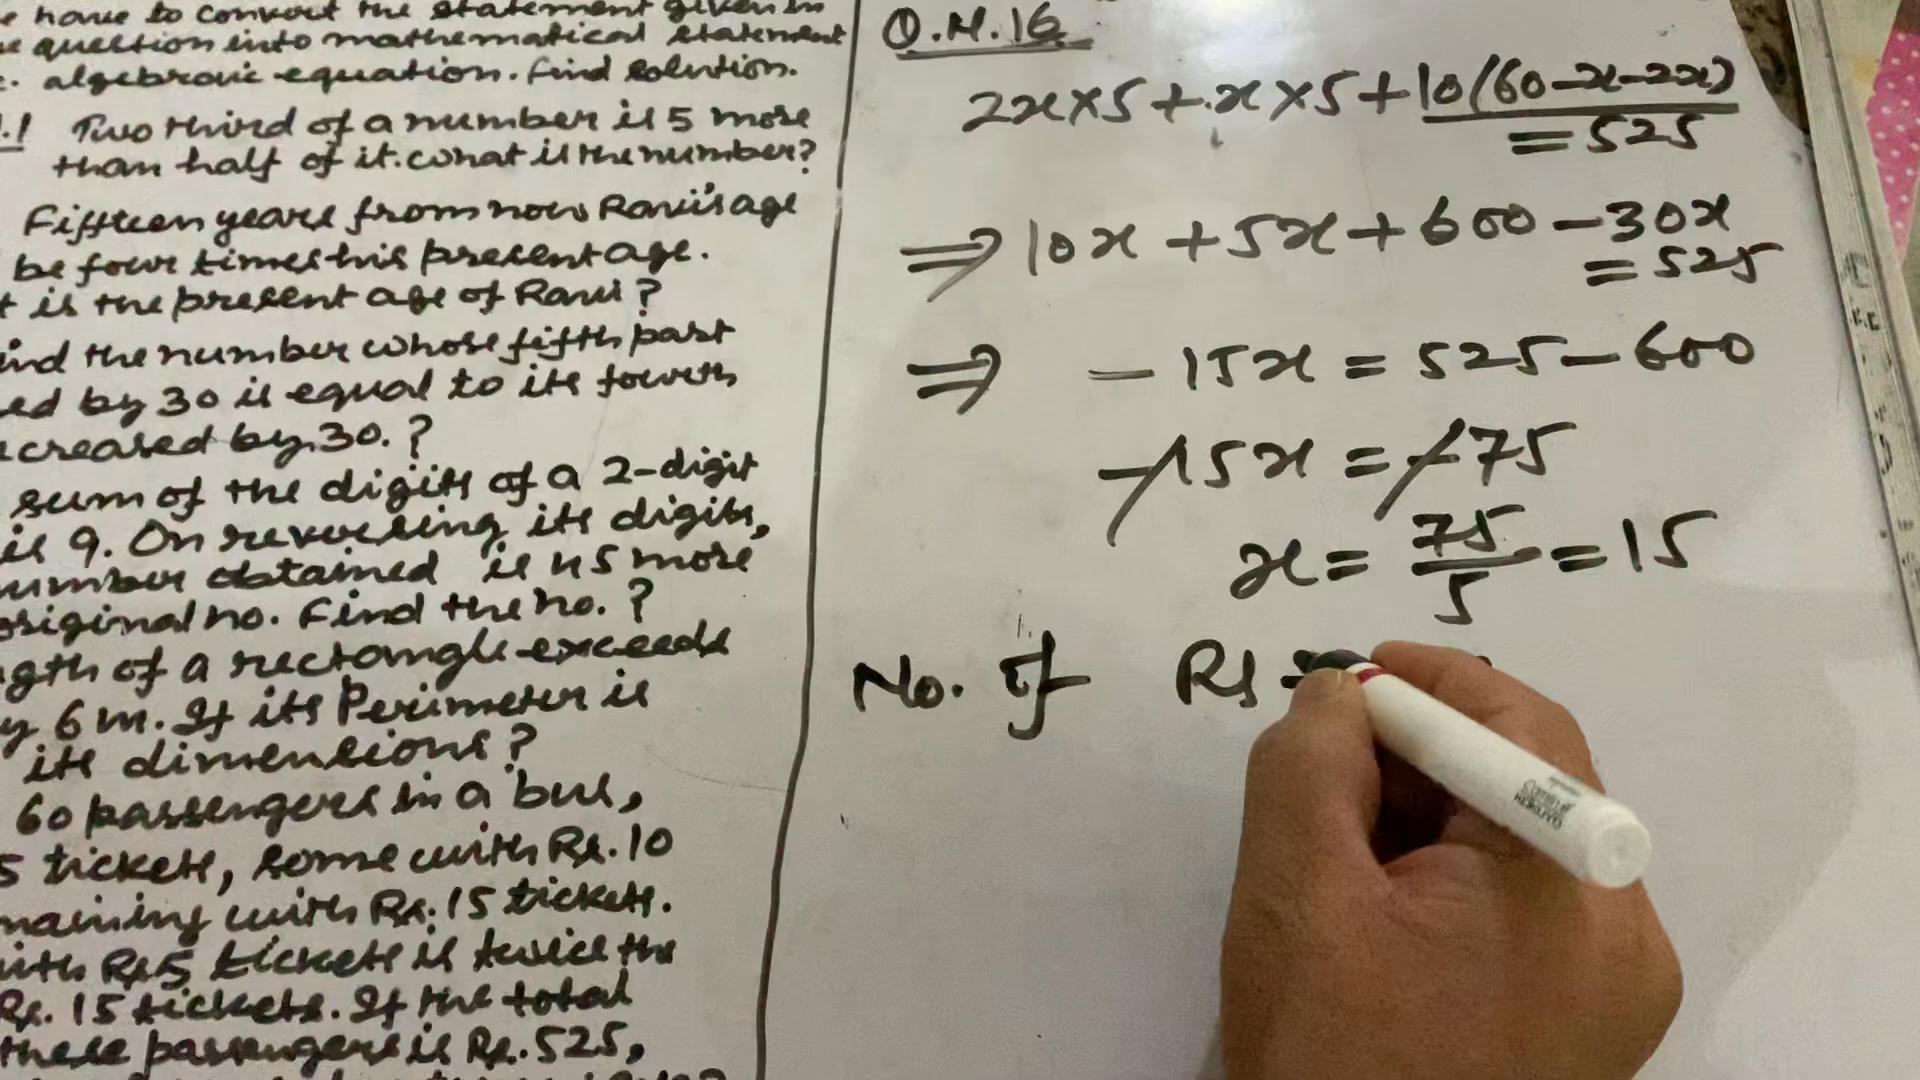 have to convert the statement given in
question into mathematical statement
algebraic equation. find solution.
Two third of a number is 5 more
than half of it. what is the number?
Fifteen years from now Ravi's age
be four times his present age.
is the present age of Ravi?
the number whose fifth part
by 30 is equal to its fourth
by 30. ?
sum of the digits of a 2-digit
is 9. On reversing its digits,
obtained is 45 more
original no. Find the no. ?
of a rectangle exceeds
6 m. If its Perimeter is
its dimensions?
60 passengers in a bus,
5 tickets, some with Rs. 10
with Rs. 15 tickets.
with Rs5 tickets is twice the
Rs. 15 tickets. If the total
these passengers is Rs. 525,
Q.N.16
2x×5+x×5+10(60-x-2x)
=525
⇒ 10x+5x+600-30x
=525
⇒ -15x=525-600
-15x=-75
x=75/5=15
No. of Rs